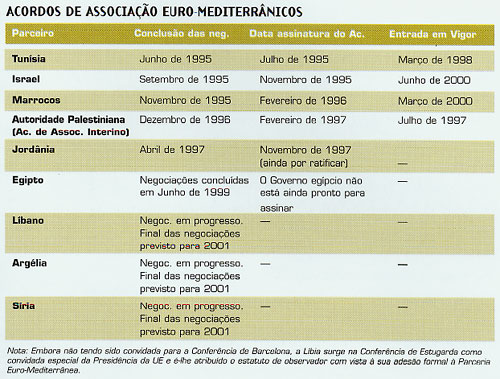 ACORDOS DE ASSOCIAÇÃO EURO-MEDITERRÂNICOS
Parceiro Conclusão das neg. Data assinatura do Ac. Entrada em Vigor
Tunísia Junho de 1995 Julho de 1995 Março de 1998
Israel Setembro de 1995 Novembro de 1995 Junho de 2000
Marrocos Novembro de 1995 Fevereiro de 1996 Março de 2000
Autoridade Palestiniana Dezembro de 1996 Fevereiro de 1997 Julho de 1997
(Ac. de Assoc. Interino)
Jordânia Abril de 1997 Novembro de 1997
(ainda por ratificar) —
Egipto Negociações concluídas O Governo egípcio não
em Junho de 1999 está ainda pronto para —
assinar
Líbano Negoc. em progresso. — —
Final das negociações
previsto para 2001
Argélia Negoc. em progresso. — —
Final das negociações
previsto para 2001
Síria Negoc. em progresso. — —
Final das negociações
previsto para 2001
Nota: Embora não tendo sido convidada para a Conferência de Barcelona, a Líbia surge na Conferência de Estugarda como
convidada especial da Presidência da UE e é-lhe atribuído o estatuto de observador com vista à sua adesão formal à Parceria
Euro-Mediterrânea.